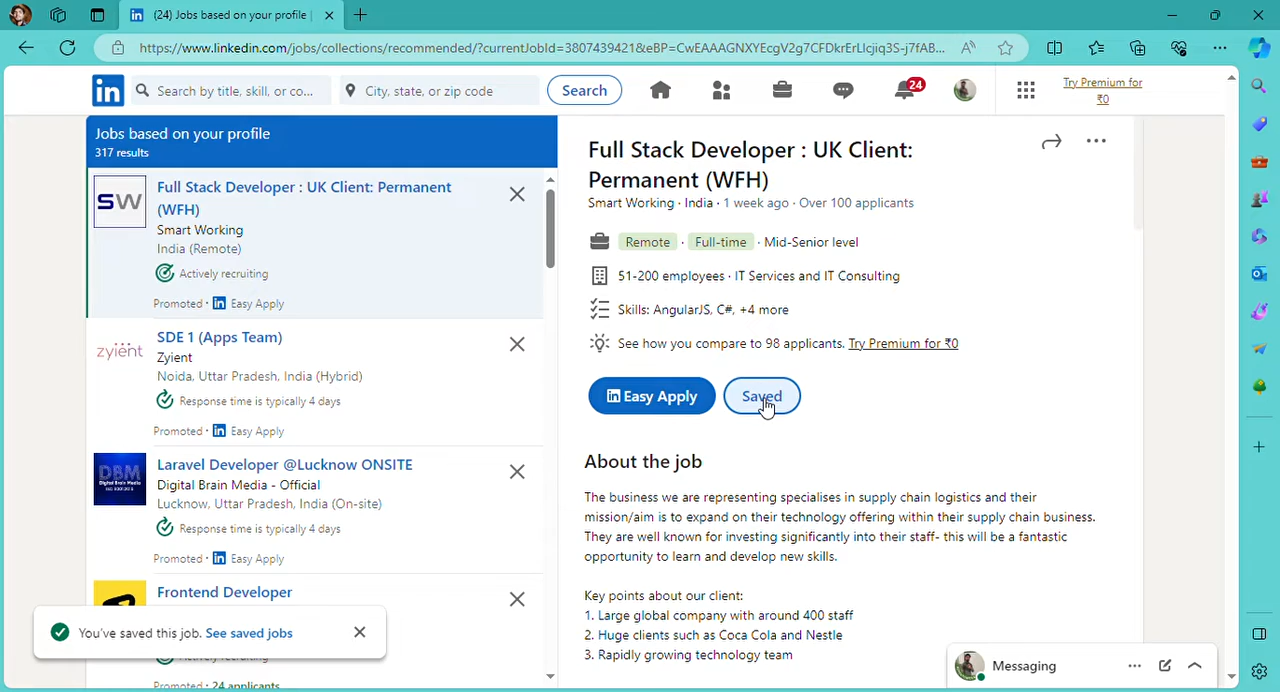 (24) Jobs based on your profile |
https://www.linkedin.com/jobs/collections/recommended/?currentJobId=3807439421&eBP=CwEAAAGNXYEcgV2g7CFDkrErLlcjiq3S-j7fAB...
in
Search by title, skill, or co...
City, state, or zip code
Search
24
Try Premium for
₹0
Jobs based on your profile
317 results
SW
Full Stack Developer : UK Client: Permanent
(WFH)
Smart Working
India (Remote)
Actively recruiting
Promoted · in Easy Apply
zyient
SDE 1 (Apps Team)
Zyient
Noida, Uttar Pradesh, India (Hybrid)
Response time is typically 4 days
Promoted · in Easy Apply
DBM
Digital Brain Media
Laravel Developer @Lucknow ONSITE
Digital Brain Media - Official
Lucknow, Uttar Pradesh, India (On-site)
Response time is typically 4 days
Promoted · in Easy Apply
Frontend Developer
You've saved this job. See saved jobs
Actively recruiting
Promoted · 24 applicants
Full Stack Developer : UK Client:
Permanent (WFH)
Smart Working · India · 1 week ago · Over 100 applicants
Remote · Full-time · Mid-Senior level
51-200 employees · IT Services and IT Consulting
Skills: AngularJS, C#, +4 more
See how you compare to 98 applicants. Try Premium for ₹0
in Easy Apply
Saved
About the job
The business we are representing specialises in supply chain logistics and their
mission/aim is to expand on their technology offering within their supply chain business.
They are well known for investing significantly into their staff- this will be a fantastic
opportunity to learn and develop new skills.
Key points about our client:
1. Large global company with around 400 staff
2. Huge clients such as Coca Cola and Nestle
3. Rapidly growing technology team
Messaging